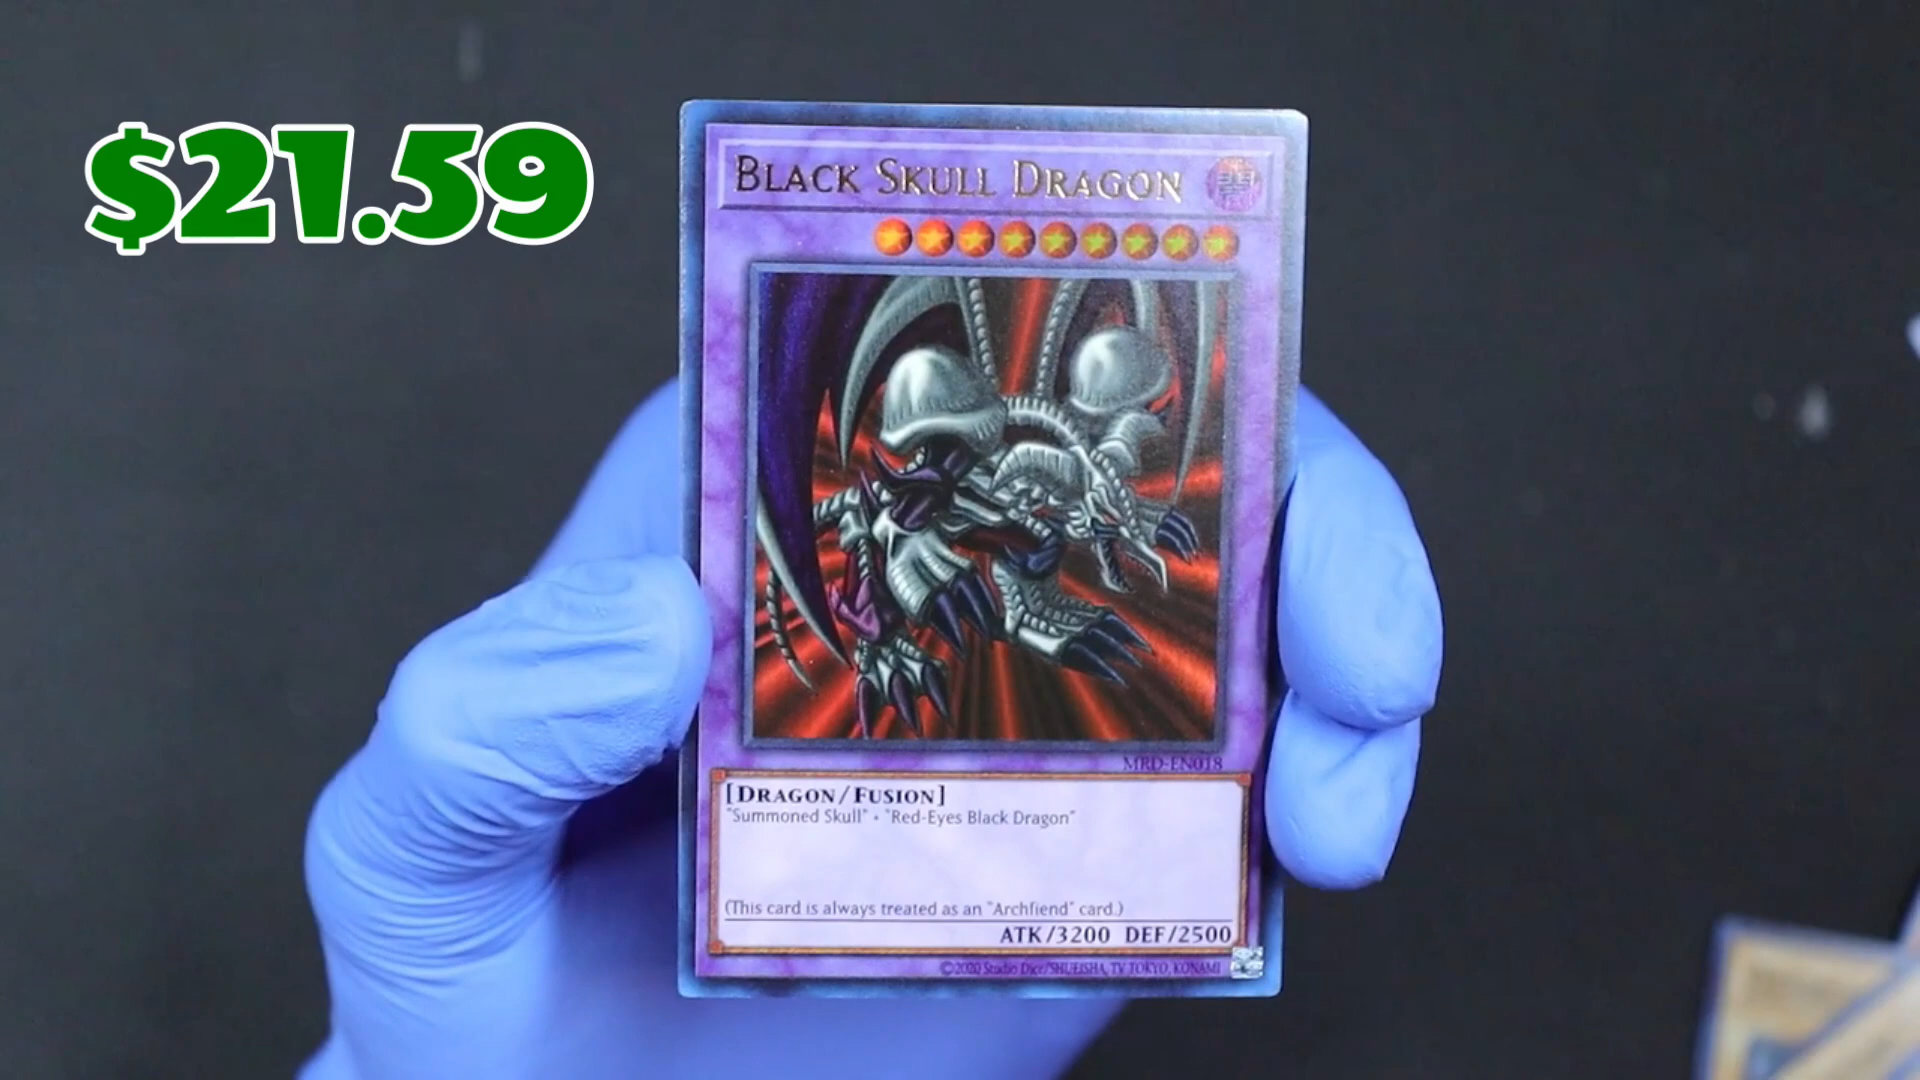 $21.59
BLACK SKULL DRAGON
MRD-EN018
[DRAGON/FUSION]
"Summoned Skull" + "Red-Eyes Black Dragon"
(This card is always treated as an "Archfiend" card.)
ATK/3200 DEF/2500
©2020 Studio Dice/SHUEISHA, TV TOKYO, KONAMI